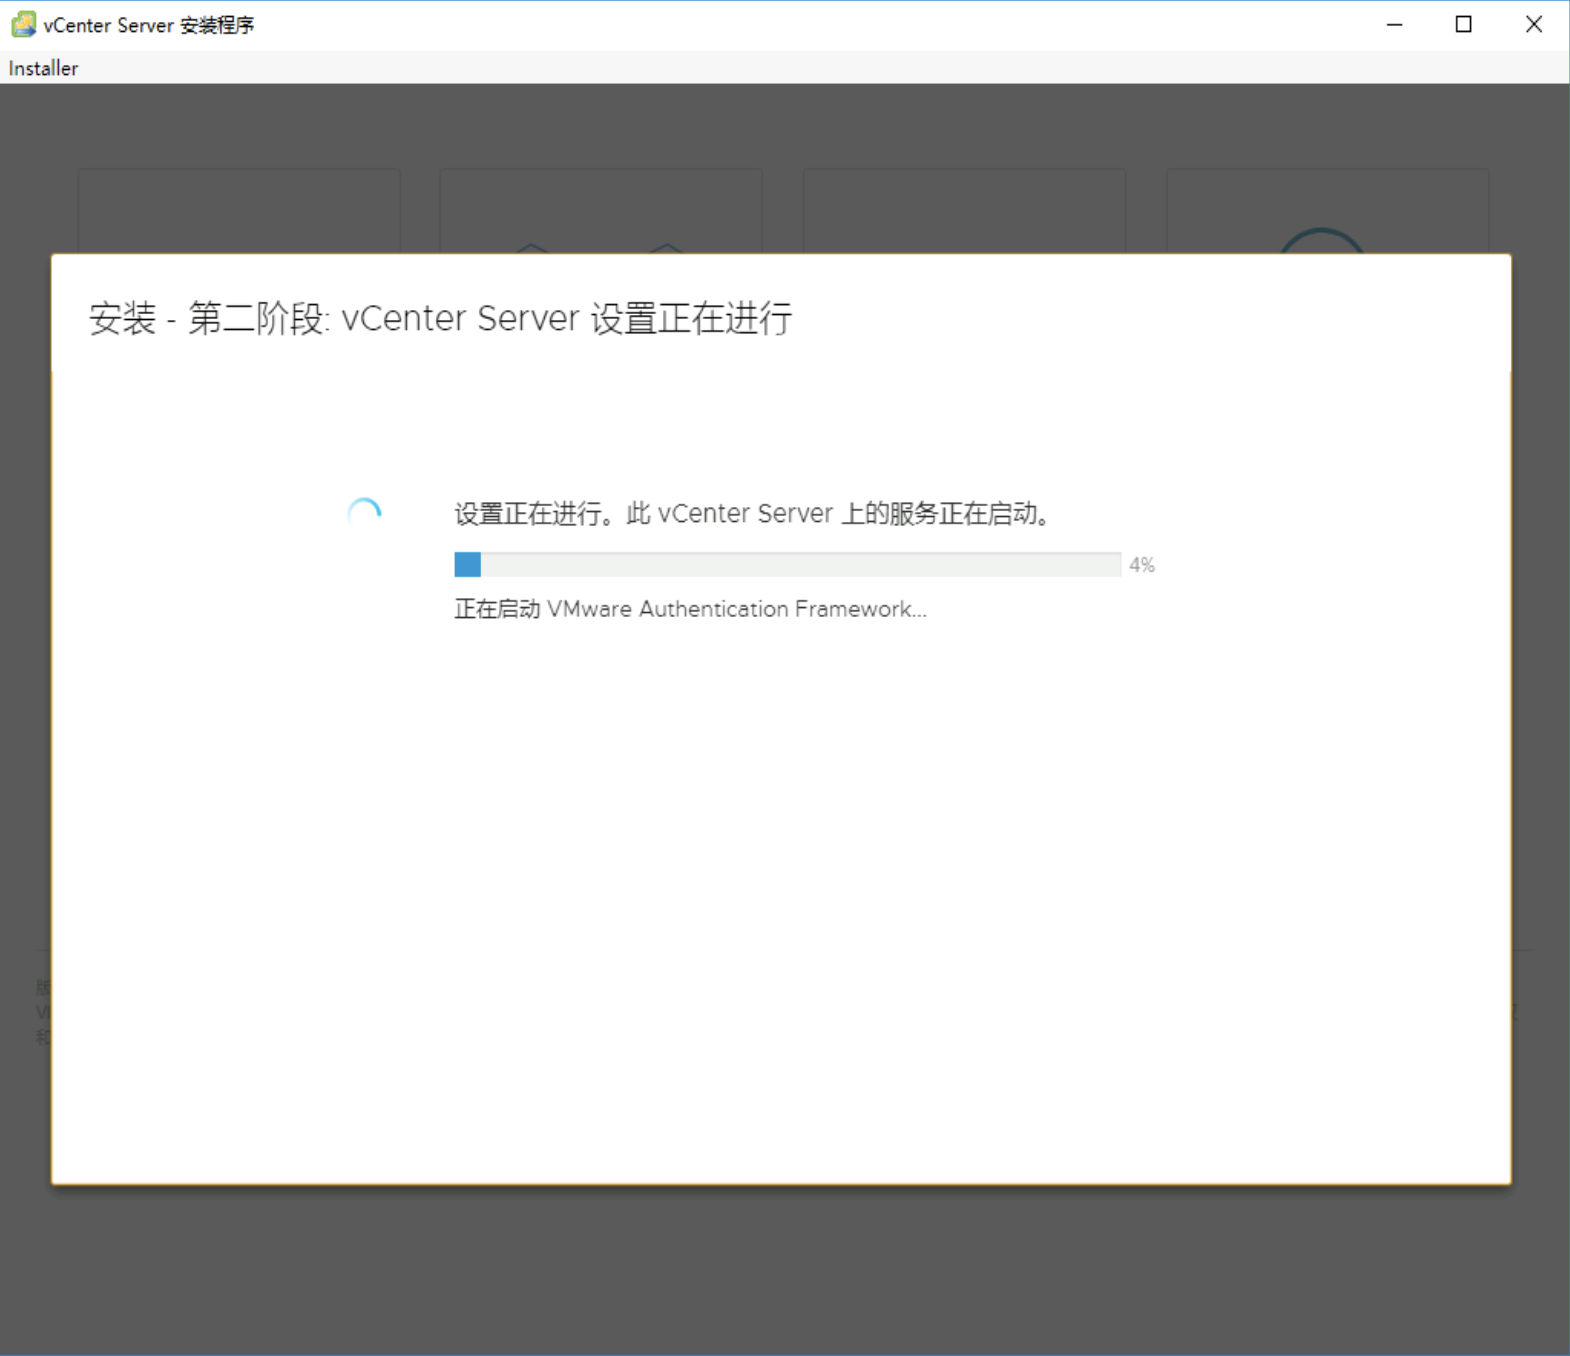 vCenter Server 安装程序
Installer
安装 - 第二阶段: vCenter Server 设置正在进行
设置正在进行。此 vCenter Server 上的服务正在启动。
4%
正在启动 VMware Authentication Framework...